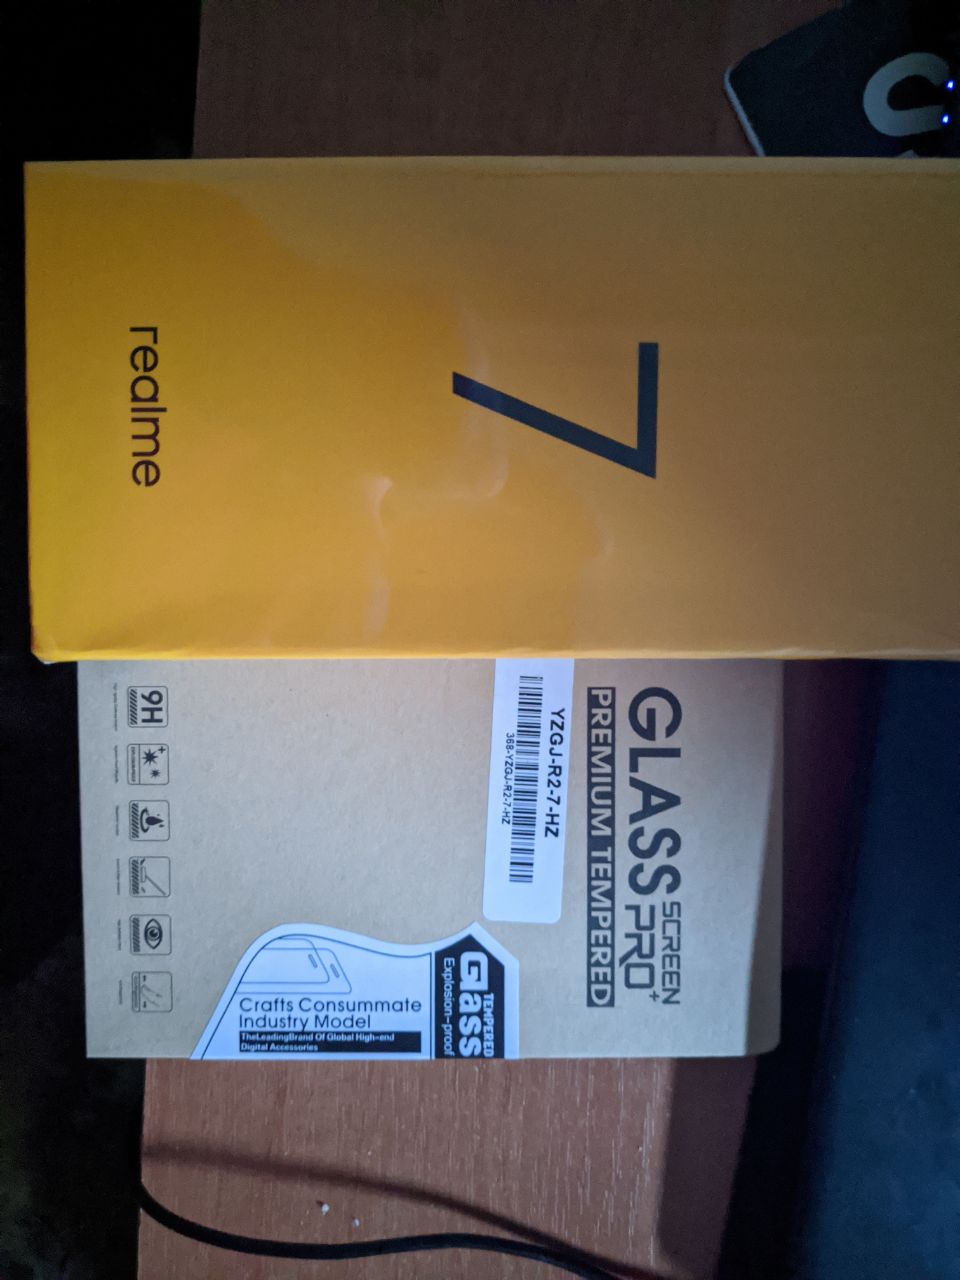 7
realme
GLASS
SCREEN
PRO+
PREMIUM TEMPERED
YZGJ-R2-7-HZ
368-YZGJ-R2-7-HZ
TEMPERED
Glass
Explosion-proof
Crafts Consummate
Industry Model
TheLeadingBrand Of Global High-end
Digital Accessories
9H